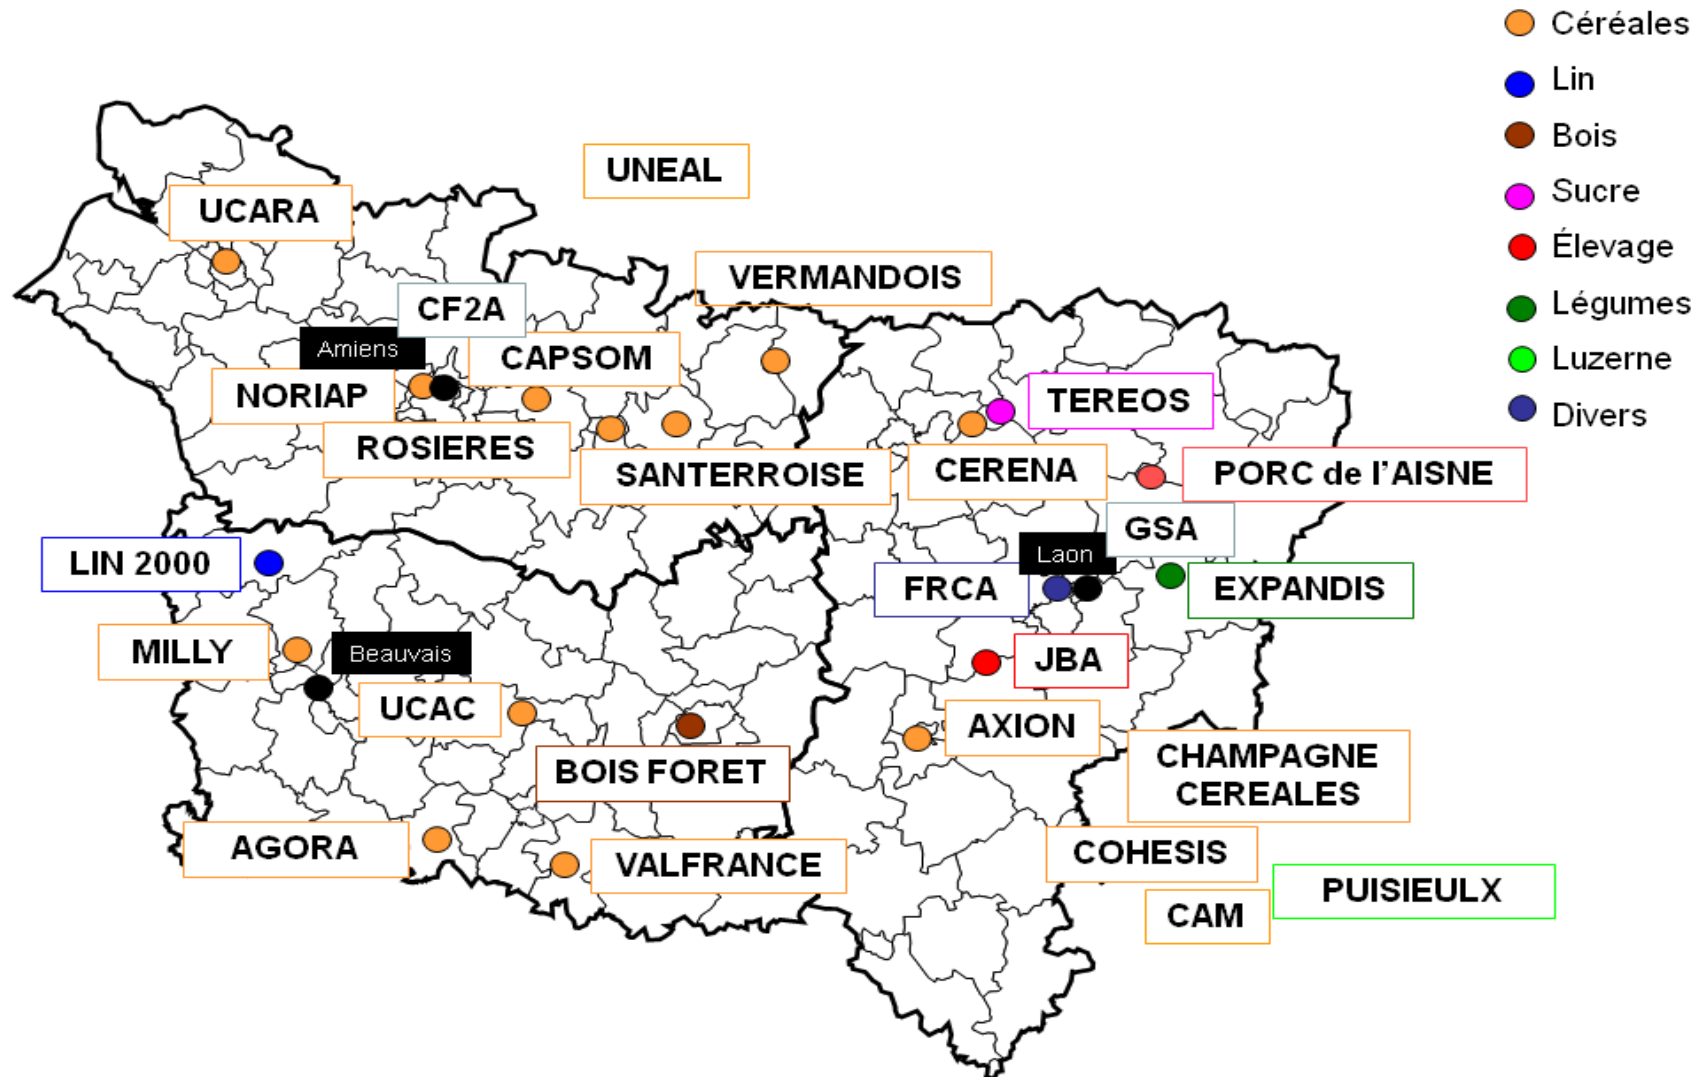 Céréales
Lin
Bois
Sucre
Élevage
Légumes
Luzerne
Divers
UNEAL
UCARA
VERMANDOIS
CF2A
Amiens
CAPSOM
NORIAP
TEREOS
ROSIERES
SANTERROISE
CERENA
PORC de l'AISNE
GSA
Laon
LIN 2000
FRCA
EXPANDIS
MILLY
Beauvais
JBA
UCAC
AXION
BOIS FORET
CHAMPAGNE
CEREALES
AGORA
VALFRANCE
COHESIS
PUISIEULX
CAM